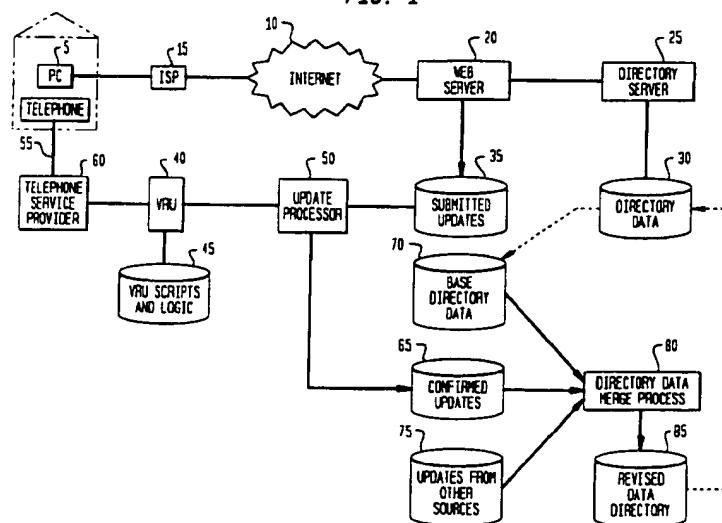 FIG. 1
5
15
10
20
25
PC
ISP
INTERNET
WEB
SERVER
DIRECTORY
SERVER
TELEPHONE
55
60
40
50
35
30
TELEPHONE
SERVICE
PROVIDER
VRU
UPDATE
PROCESSOR
SUBMITTED
UPDATES
DIRECTORY
DATA
45
70
VRU SCRIPTS
AND LOGIC
BASE
DIRECTORY
DATA
65
80
CONFIRMED
UPDATES
DIRECTORY DATA
MERGE PROCESS
75
85
UPDATES FROM
OTHER
SOURCES
REVISED
DATA
DIRECTORY